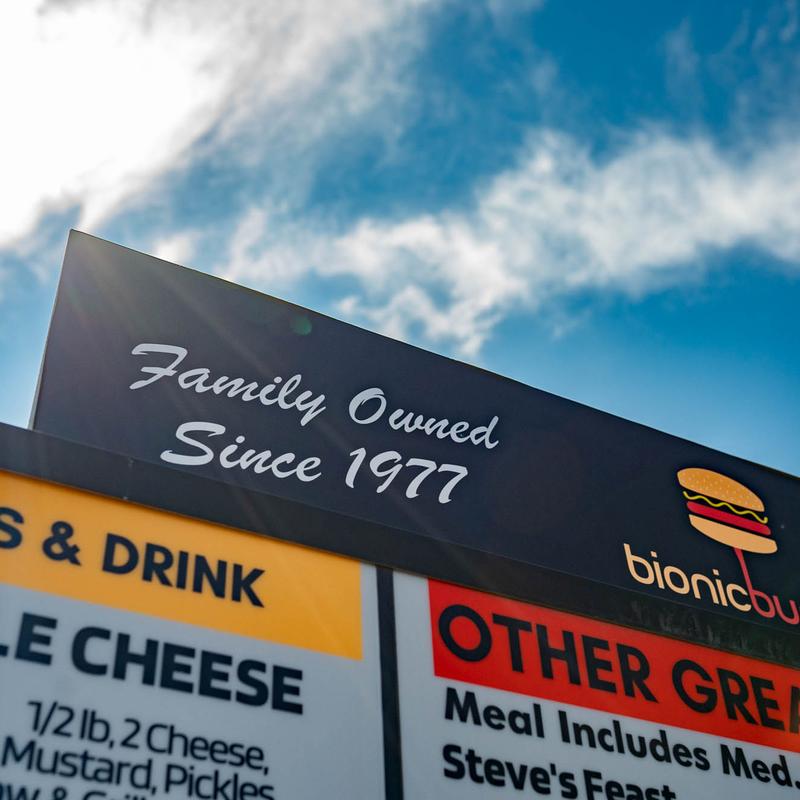 Family Owned
Since 1977
bionicbu
S & DRINK
LE CHEESE
1/2 lb, 2 Cheese,
Mustard, Pickles
OTHER GREA
Meal Includes Med.
Steve's Feast